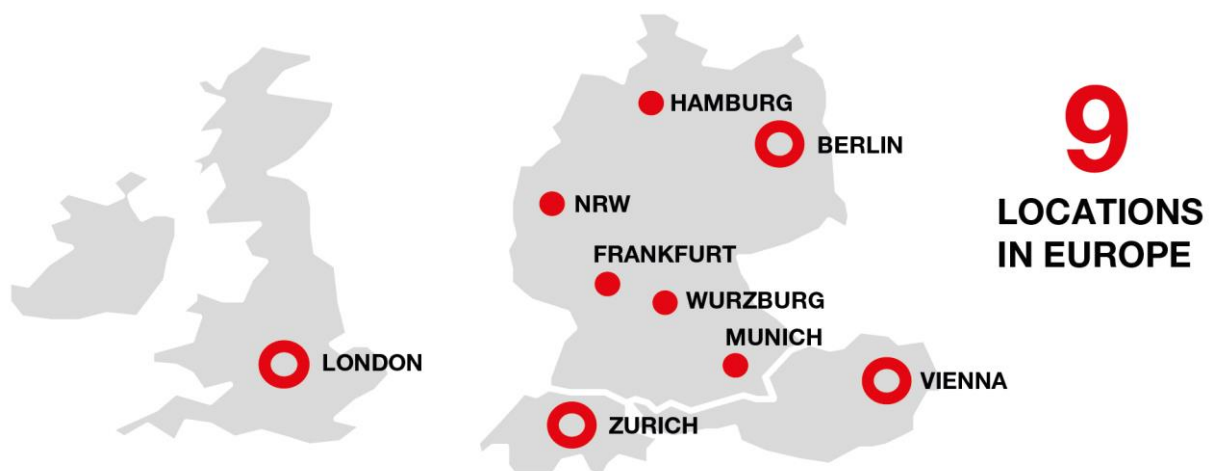 HAMBURG
BERLIN
9
NRW
LOCATIONS
IN EUROPE
FRANKFURT
WURZBURG
MUNICH
LONDON
VIENNA
ZURICH